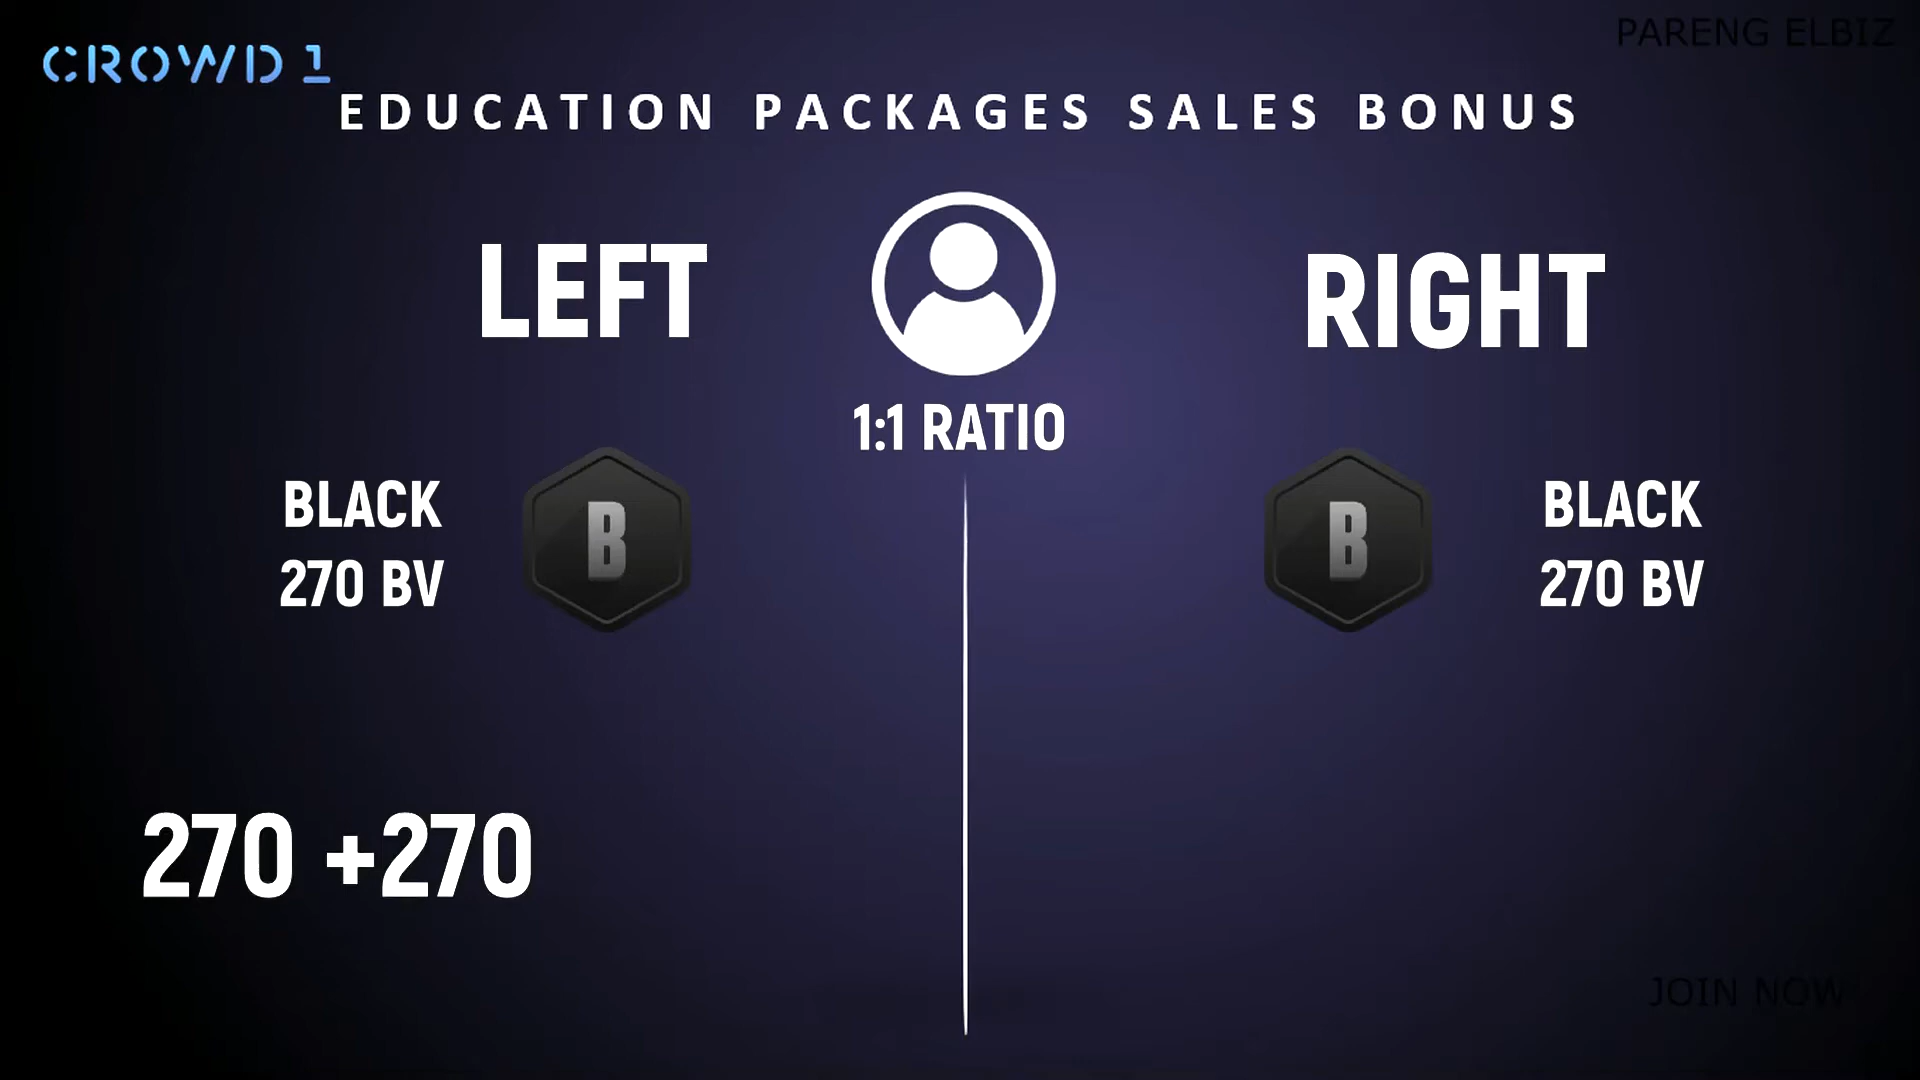 PARENG ELBIZ
CROWD 1
EDUCATION PACKAGES SALES BONUS
LEFT
RIGHT
1:1 RATIO
BLACK
270 BV
B
B
BLACK
270 BV
270 +270
JOIN NOW